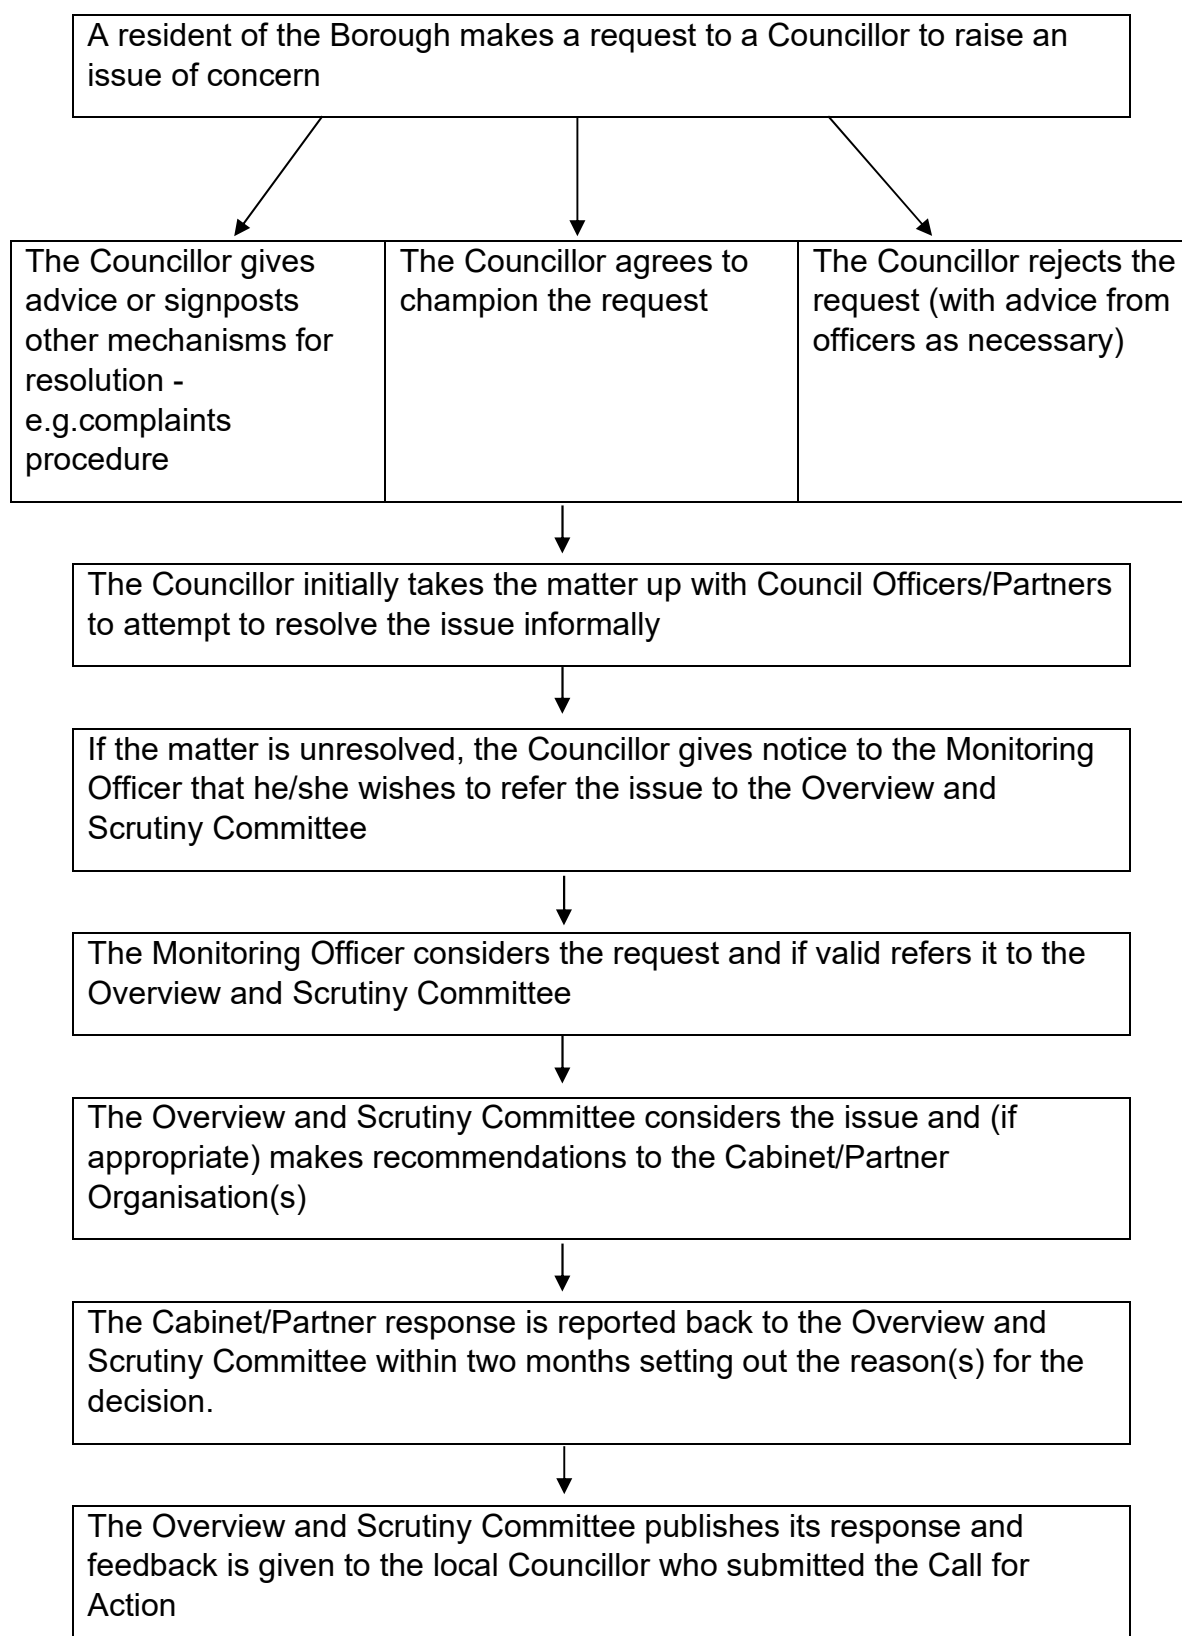 A resident of the Borough makes a request to a Councillor to raise an
issue of concern
The Councillor gives
advice or signposts
other mechanisms for
resolution -
e.g.complaints
procedure
The Councillor agrees to
champion the request
The Councillor rejects the
request (with advice from
officers as necessary)
The Councillor initially takes the matter up with Council Officers/Partners
to attempt to resolve the issue informally
If the matter is unresolved, the Councillor gives notice to the Monitoring
Officer that he/she wishes to refer the issue to the Overview and
Scrutiny Committee
The Monitoring Officer considers the request and if valid refers it to the
Overview and Scrutiny Committee
The Overview and Scrutiny Committee considers the issue and (if
appropriate) makes recommendations to the Cabinet/Partner
Organisation(s)
The Cabinet/Partner response is reported back to the Overview and
Scrutiny Committee within two months setting out the reason(s) for the
decision.
The Overview and Scrutiny Committee publishes its response and
feedback is given to the local Councillor who submitted the Call for
Action